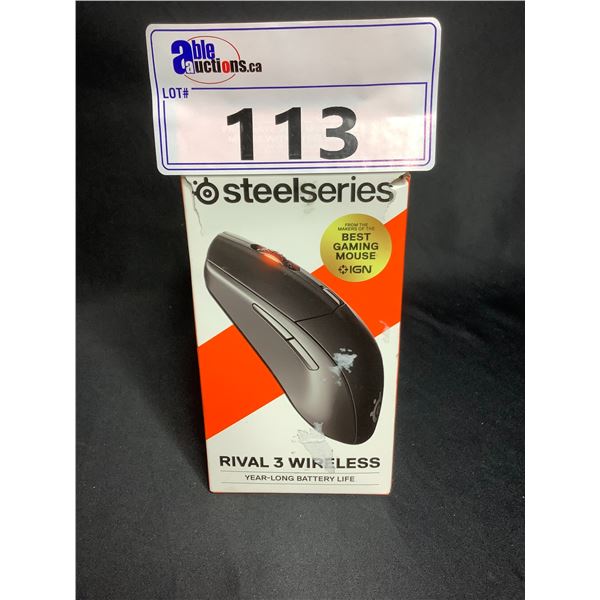 able
auctions.ca
LOT#
113
steelseries
FROM THE
MAKERS OF THE
BEST
GAMING
MOUSE
IGN
RIVAL 3 WIRELESS
YEAR-LONG BATTERY LIFE